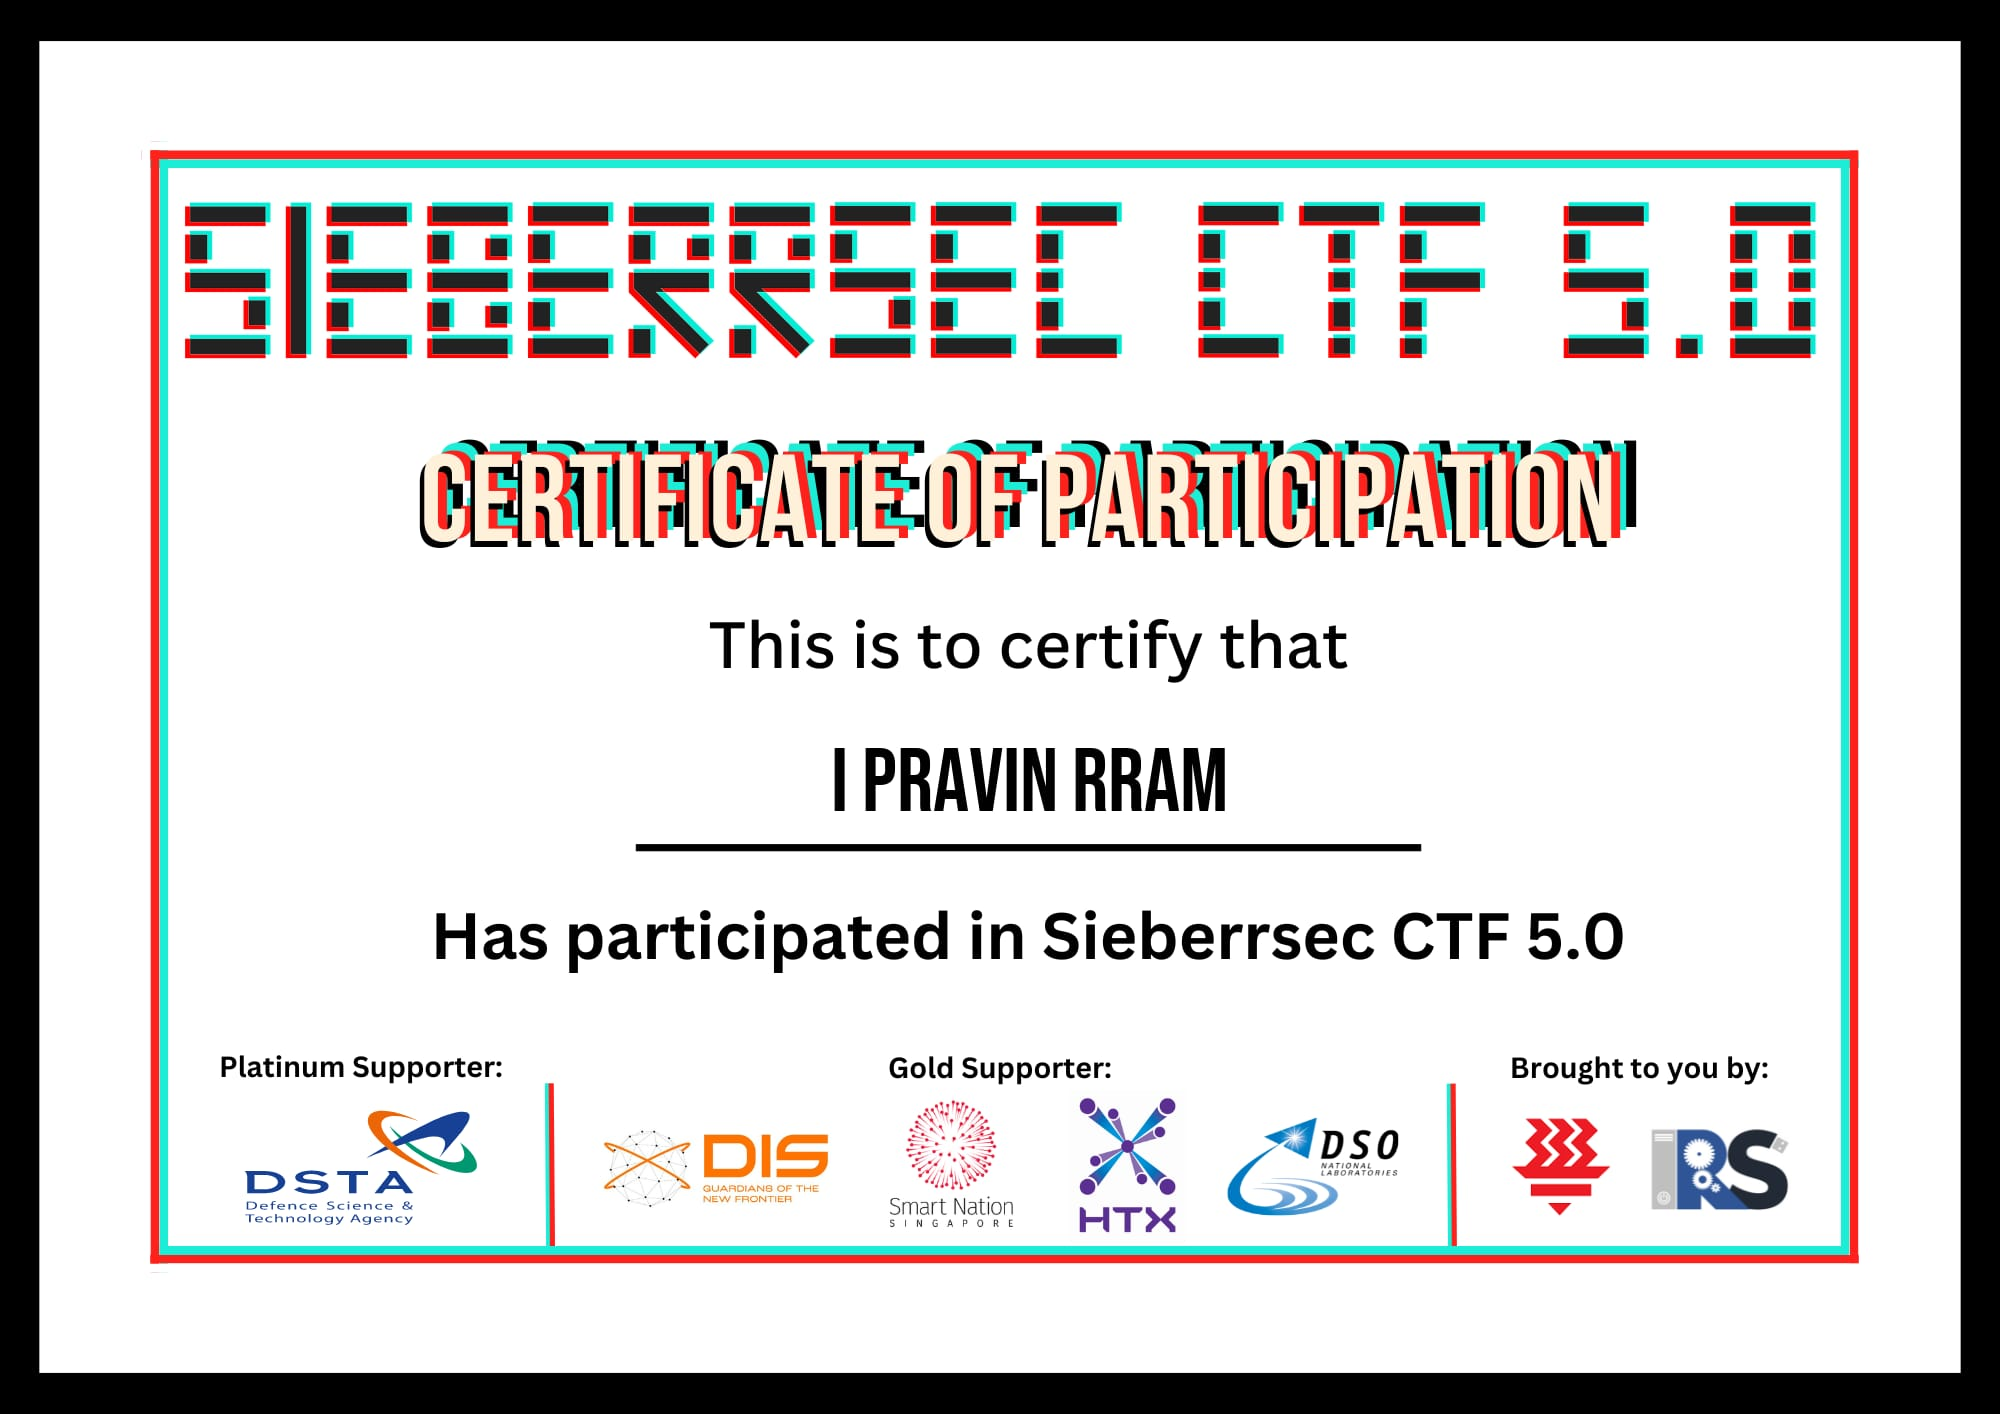 SIEBERRSEC CTF 5.0
CERTIFICATE OF PARTICIPATION
This is to certify that
I PRAVIN RRAM
Has participated in Sieberrsec CTF 5.0
Platinum Supporter:
DSTA
Defence Science &
Technology Agency
Gold Supporter:
DIS
GUARDIANS OF THE
NEW FRONTIER
Smart Nation
SINGAPORE
HTX
DSO
NATIONAL
LABORATORIES
Brought to you by:
IRS